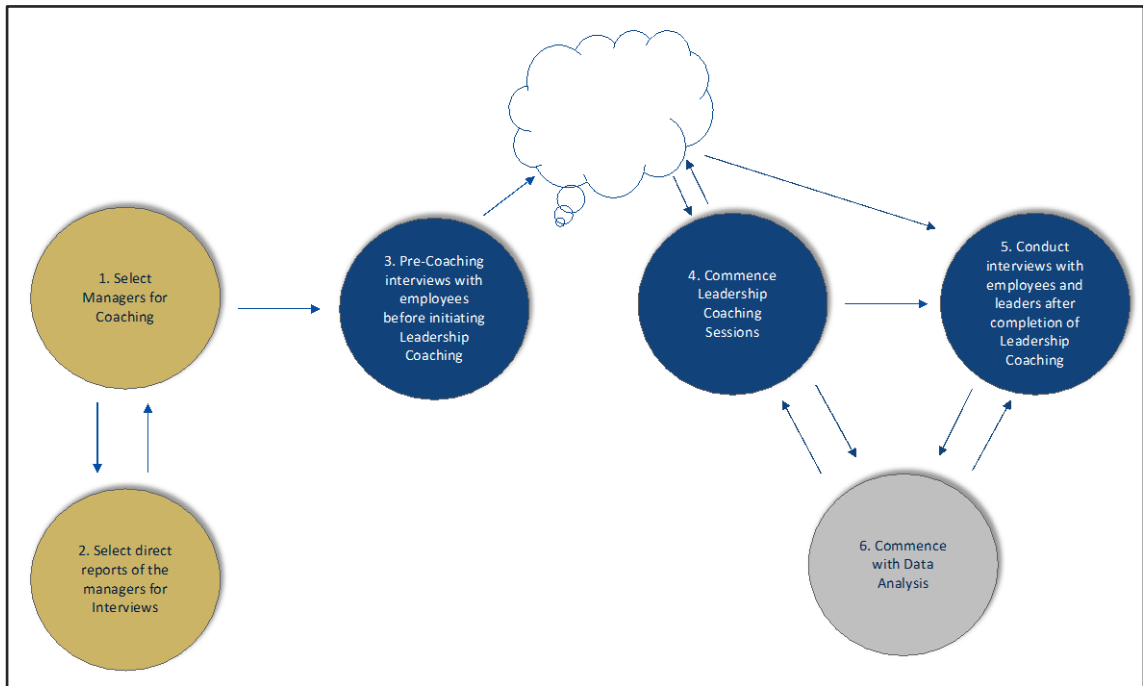 1. Select
Managers for
Coaching
2. Select direct
reports of the
managers for
Interviews
3. Pre-Coaching
interviews with
employees
before initiating
Leadership
Coaching
4. Commence
Leadership
Coaching
Sessions
5. Conduct
interviews with
employees and
leaders after
completion of
Leadership
Coaching
6. Commence
with Data
Analysis